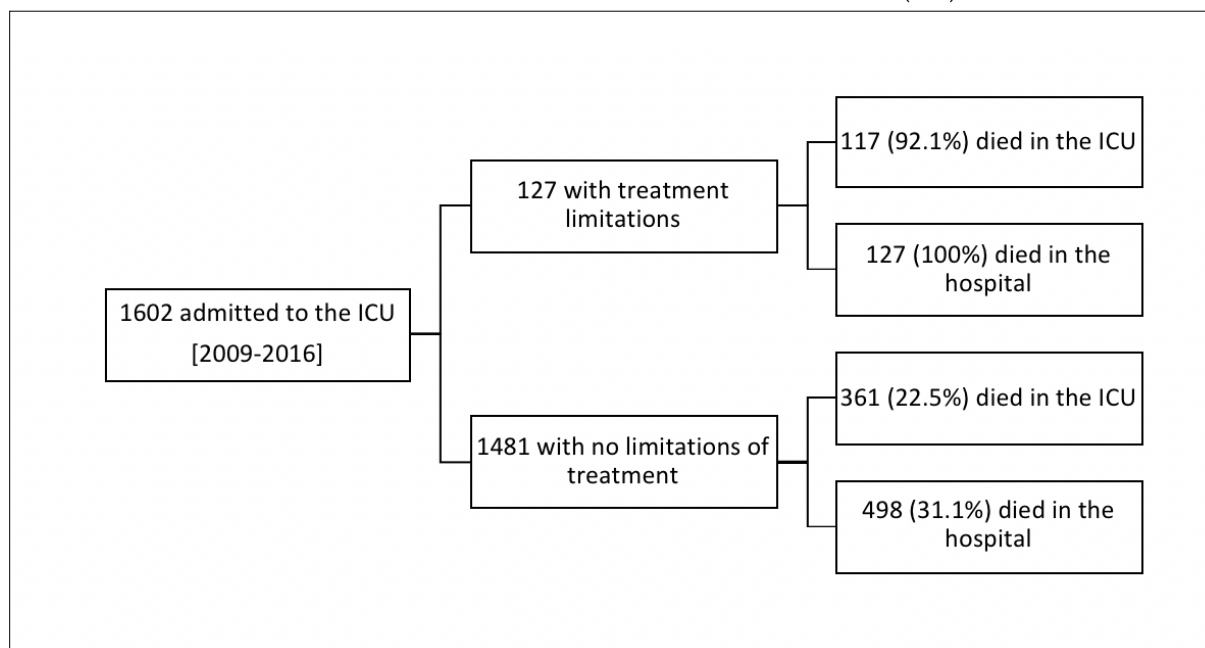 1602 admitted to the ICU
[2009-2016]
127 with treatment
limitations
117 (92.1%) died in the ICU
127 (100%) died in the
hospital
1481 with no limitations of
treatment
361 (22.5%) died in the ICU
498 (31.1%) died in the
hospital